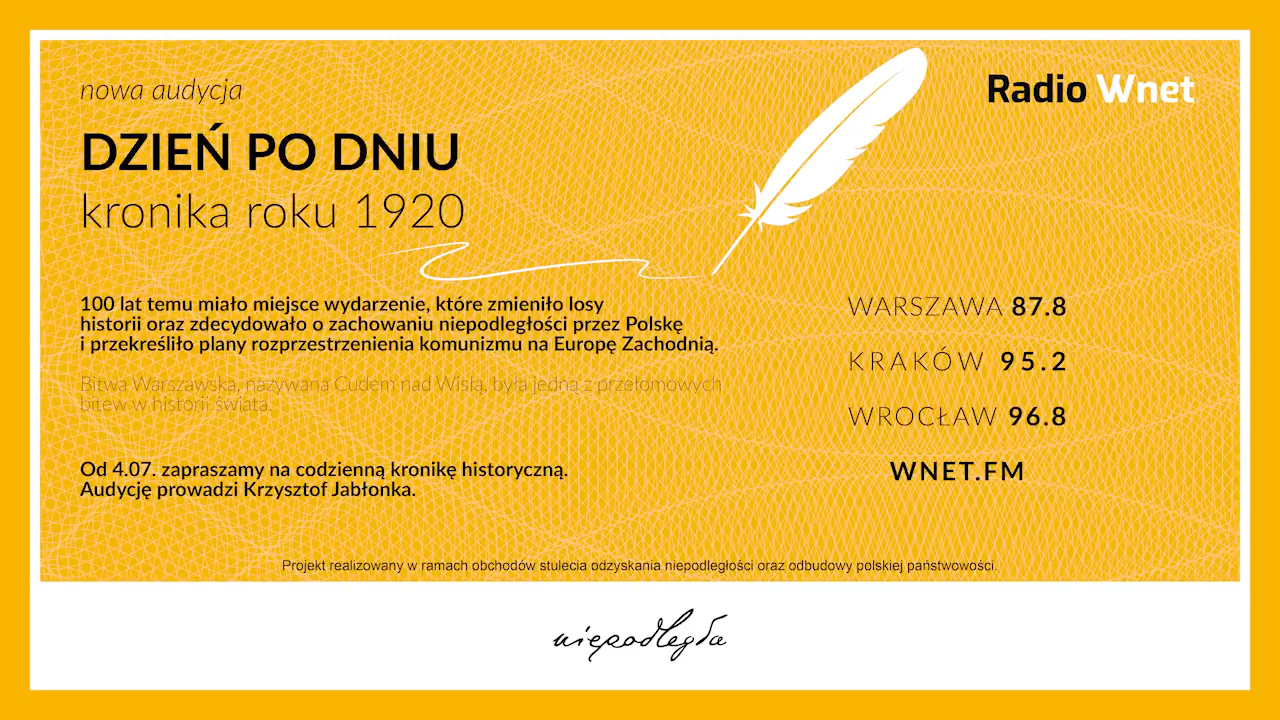 nowa audycja
Radio Wnet
DZIEŃ PO DNIU
kronika roku 1920
100 lat temu miało miejsce wydarzenie, które zmieniło losy
historii oraz zdecydowało o zachowaniu niepodległości przez Polskę
i przekreśliło plany rozprzestrzenienia komunizmu na Europę Zachodnią.
Bitwa Warszawska, nazywana Cudem nad Wisłą, była jedną z przełomowych
bitew w historii świata.
Od 4.07. zapraszamy na codzienną kronikę historyczną.
Audycję prowadzi Krzysztof Jabłonka.
WARSZAWA 87.8
KRAKÓW 95.2
WROCŁAW 96.8
WNET.FM
Projekt realizowany w ramach obchodów stulecia odzyskania niepodległości oraz odbudowy polskiej państwowości.
niepodległa